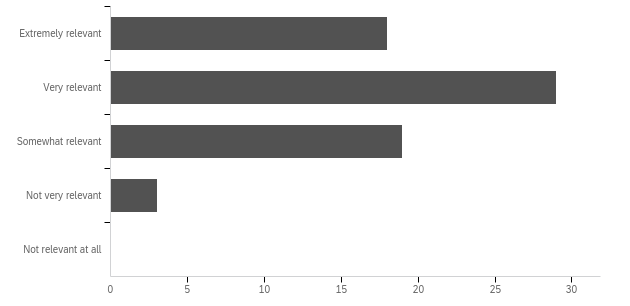 Extremely relevant
Very relevant
Somewhat relevant
Not very relevant
Not relevant at all
0 5 10 15 20 25 30